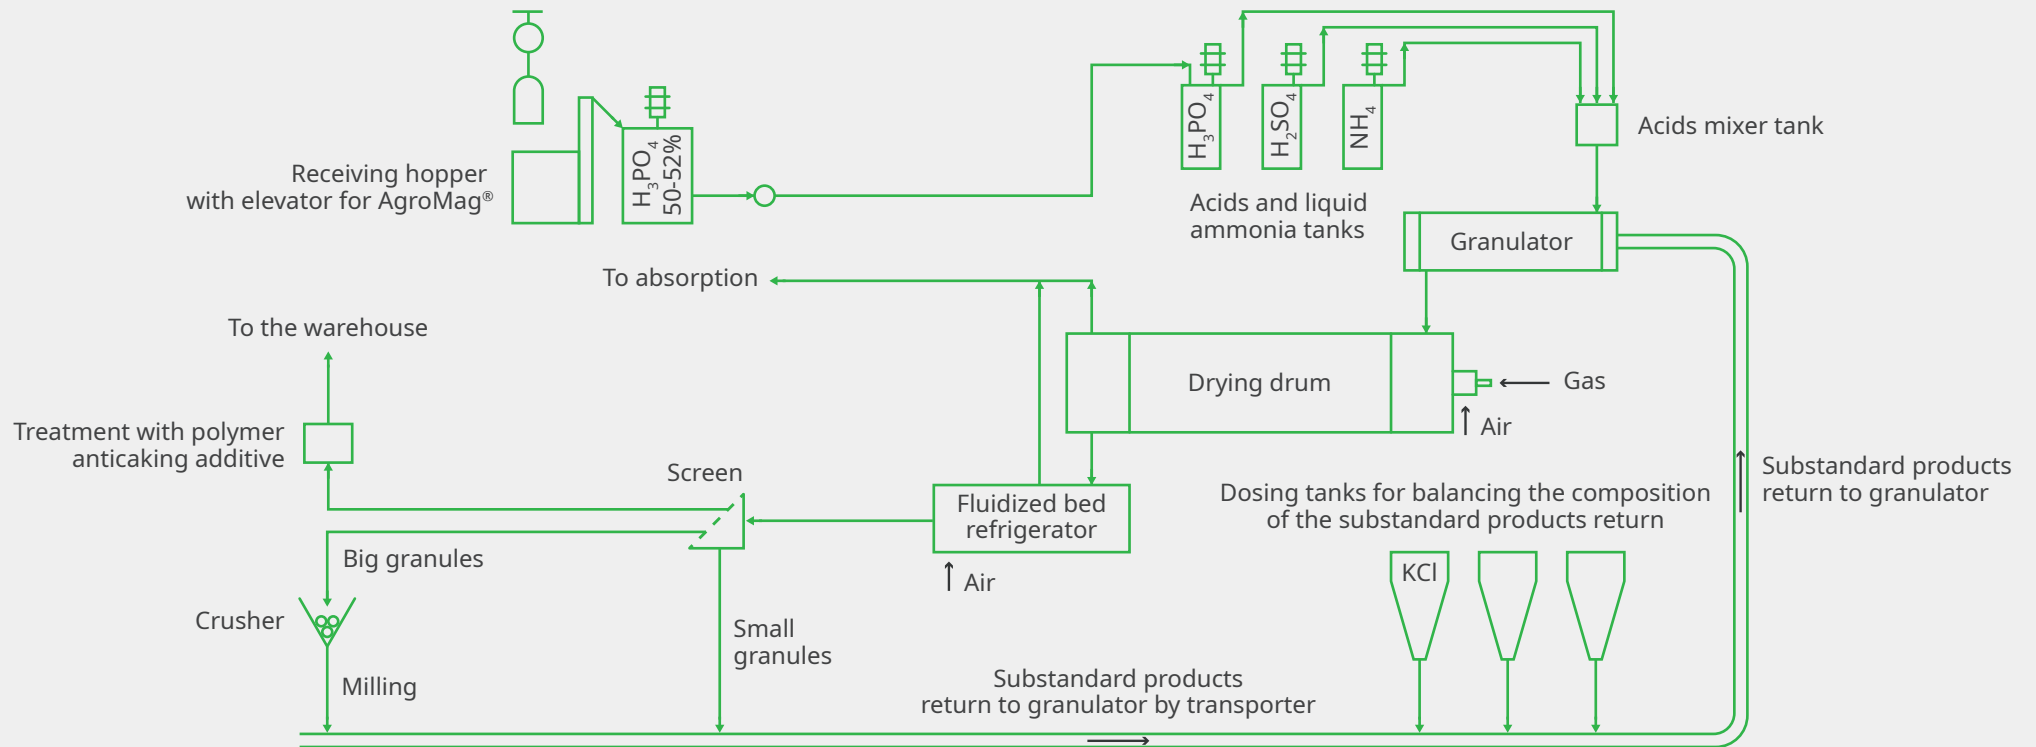 Receiving hopper
with elevator for AgroMag®
H₃PO₄
50-52%
H₃PO₄
H₂SO₄
NH₄
Acids and liquid
ammonia tanks
Acids mixer tank
Granulator
To absorption
To the warehouse
Drying drum
Gas
Air
Treatment with polymer
anticaking additive
Screen
Fluidized bed
refrigerator
Air
Dosing tanks for balancing the composition
of the substandard products return
Substandard products
return to granulator
Big granules
KCl
Crusher
Small
granules
Milling
Substandard products
return to granulator by transporter